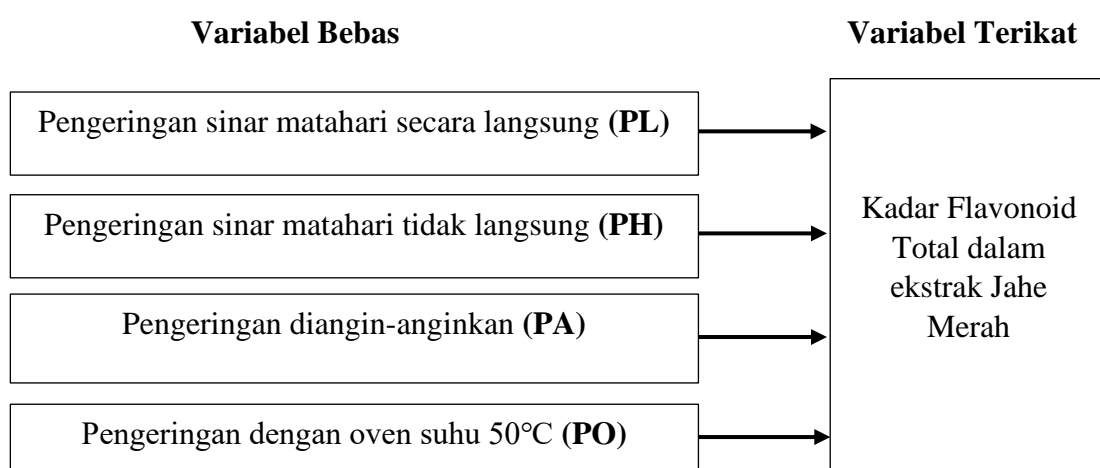 Variabel Bebas
Variabel Terikat
Pengeringan sinar matahari secara langsung (PL)
Pengeringan sinar matahari tidak langsung (PH)
Pengeringan diangin-anginkan (PA)
Pengeringan dengan oven suhu 50°C (PO)
Kadar Flavonoid
Total dalam
ekstrak Jahe
Merah